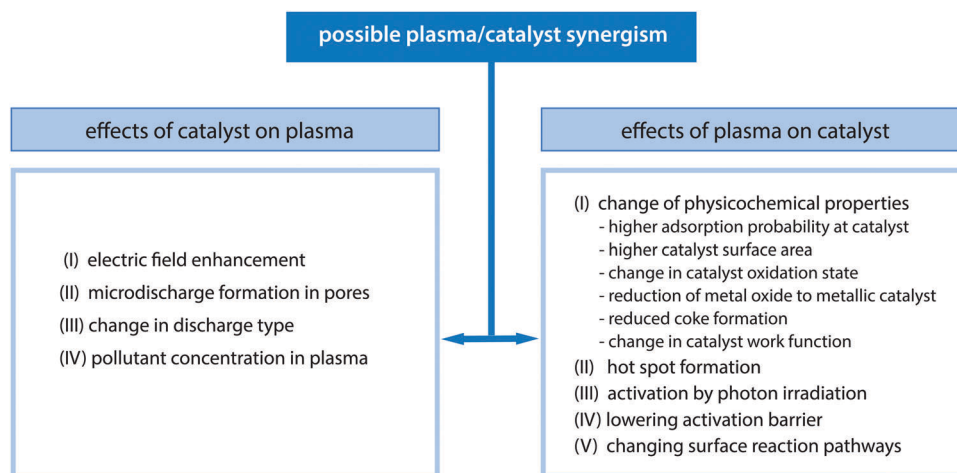 possible plasma/catalyst synergism
effects of catalyst on plasma
(I) electric field enhancement
(II) microdischarge formation in pores
(III) change in discharge type
(IV) pollutant concentration in plasma
effects of plasma on catalyst
(I) change of physicochemical properties
- higher adsorption probability at catalyst
- higher catalyst surface area
- change in catalyst oxidation state
- reduction of metal oxide to metallic catalyst
- reduced coke formation
- change in catalyst work function
(II) hot spot formation
(III) activation by photon irradiation
(IV) lowering activation barrier
(V) changing surface reaction pathways